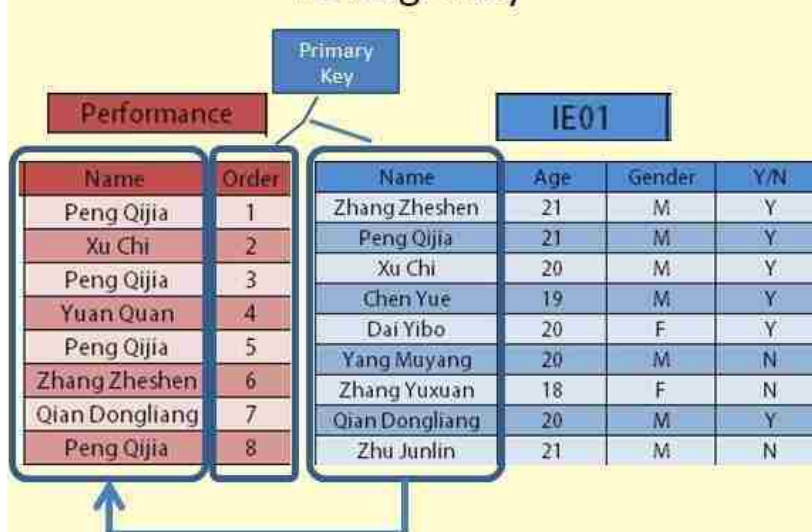 Primary
Key
Performance
IE01
Name Order
Peng Qijia 1
Xu Chi 2
Peng Qijia 3
Yuan Quan 4
Peng Qijia 5
Zhang Zheshen 6
Qian Dongliang 7
Peng Qijia 8
Name Age Gender Y/N
Zhang Zheshen 21 M Y
Peng Qijia 21 M Y
Xu Chi 20 M Y
Chen Yue 19 M Y
Dai Yibo 20 F Y
Yang Muyang 20 M N
Zhang Yuxuan 18 F N
Qian Dongliang 20 M Y
Zhu Junlin 21 M N